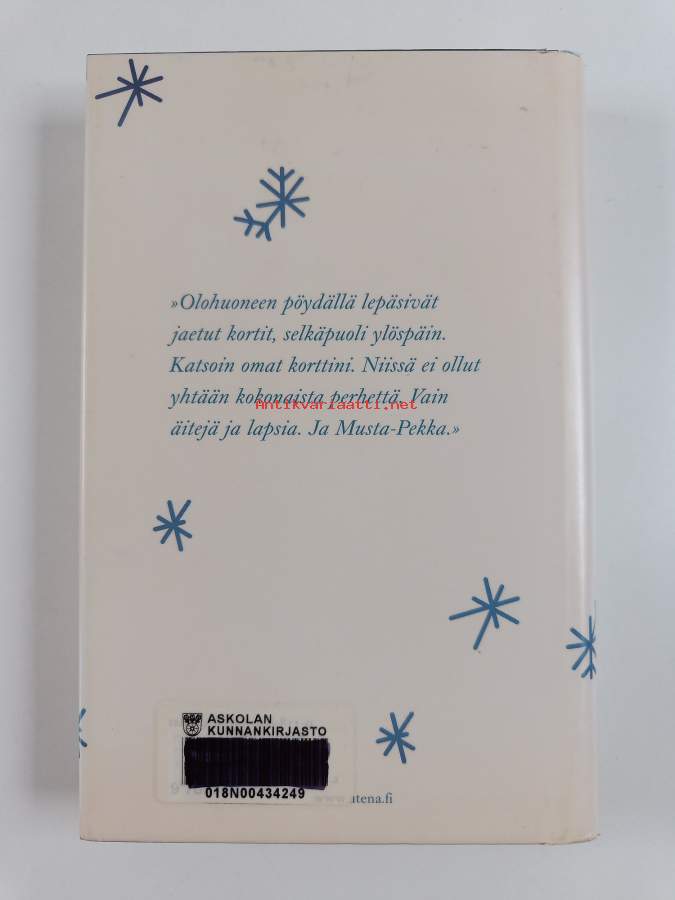 »Olohuoneen pöydällä lepäsivät
jaetut kortit, selkäpuoli ylöspäin.
Katsoin omat korttini. Niissä ei ollut
yhtään kokonaista perhettä. Vain
Antikvariaatti.net
äitejä ja lapsia. Ja Musta-Pekka.»
ASKOLAN
KUNNANKIRJASTO
018N00434249